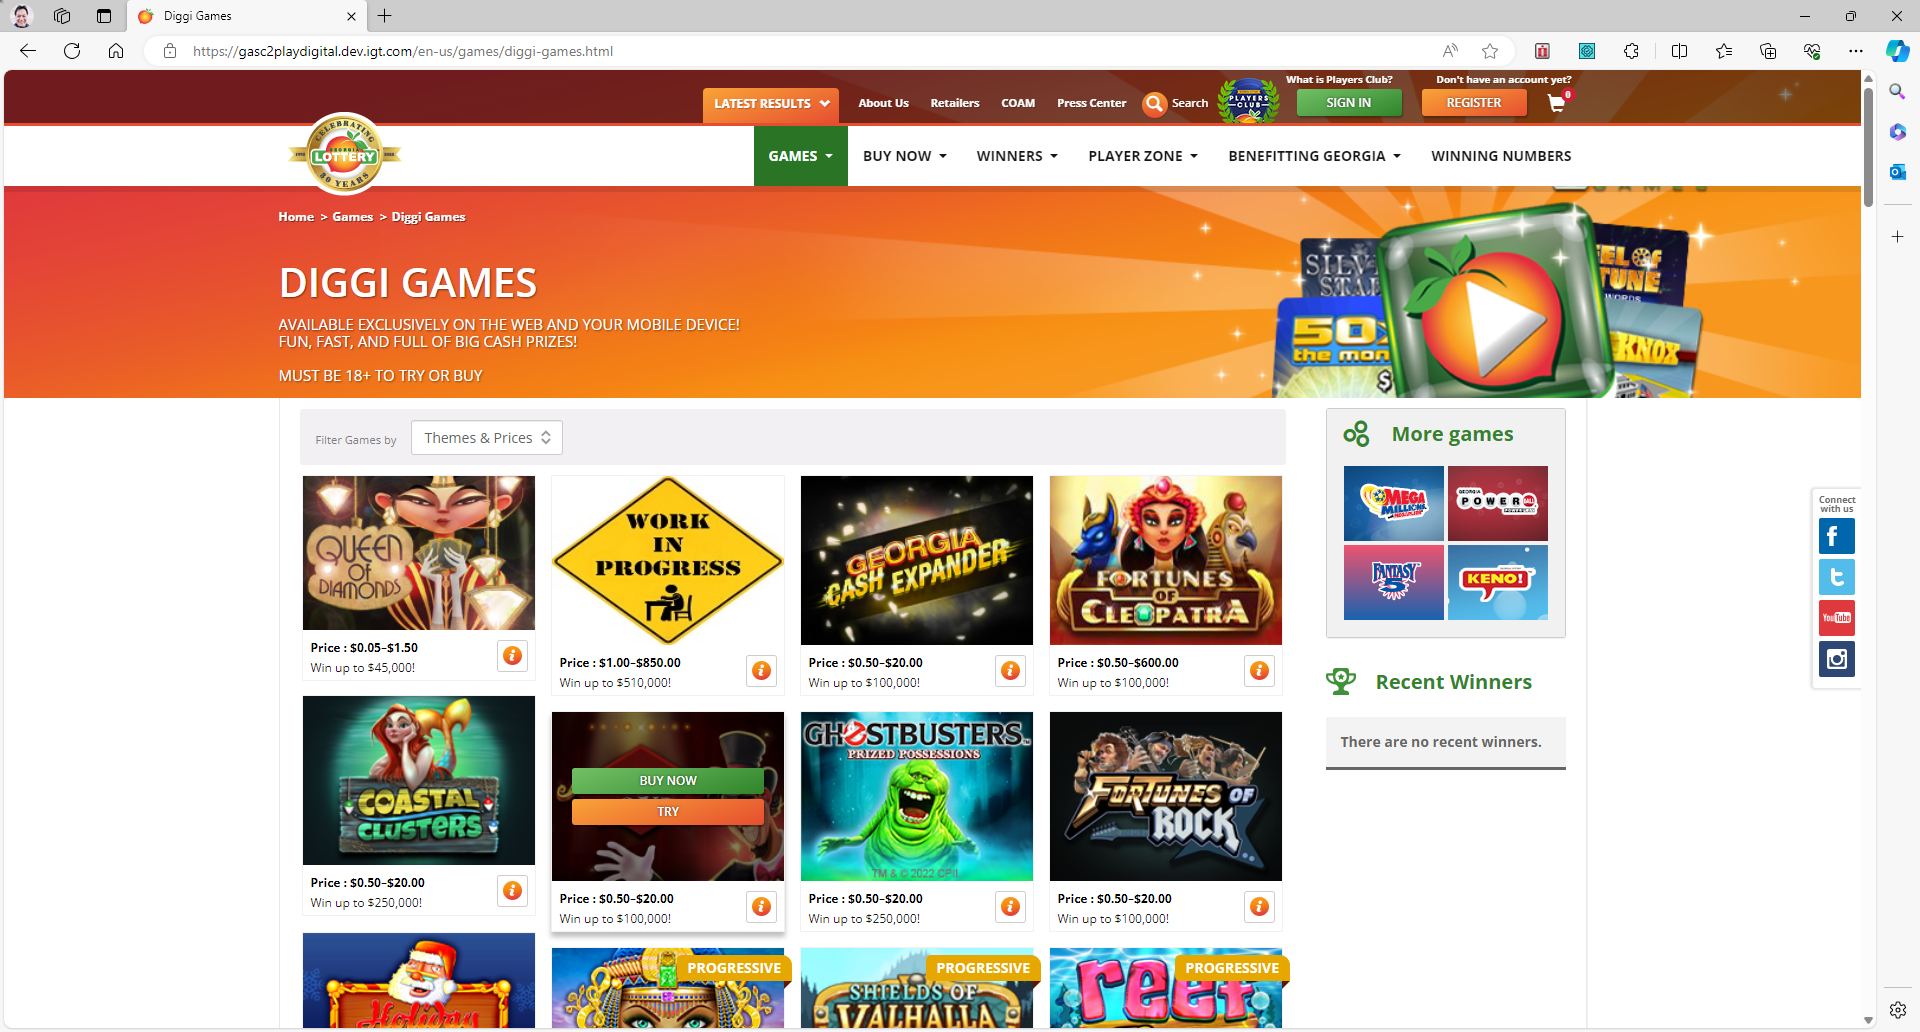 Diggi Games
https://gasc2playdigital.dev.igt.com/en-us/games/diggi-games.html
What is Players Club?
Don't have an account yet?
LATEST RESULTS
About Us
Retailers
COAM
Press Center
Search
PLAYERS
CLUB
SIGN IN
REGISTER
0
CELEBRATING
GEORGIA
LOTTERY
30 YEARS
GAMES
BUY NOW
WINNERS
PLAYER ZONE
BENEFITTING GEORGIA
WINNING NUMBERS
Home > Games > Diggi Games
DIGGI GAMES
AVAILABLE EXCLUSIVELY ON THE WEB AND YOUR MOBILE DEVICE!
FUN, FAST, AND FULL OF BIG CASH PRIZES!
MUST BE 18+ TO TRY OR BUY
50
the mon
$
KNOX
Filter Games by
Themes & Prices
QUEEN
OF
DIAMONDS
Price : $0.05–$1.50
Win up to $45,000!
WORK
IN
PROGRESS
Price : $1.00–$850.00
Win up to $510,000!
GEORGIA
CASH EXPANDER
Price : $0.50–$20.00
Win up to $100,000!
FORTUNES
OF
CLEOPATRA
Price : $0.50–$600.00
Win up to $100,000!
COASTAL
CLUSTERS
Price : $0.50–$20.00
Win up to $250,000!
BUY NOW
TRY
Price : $0.50–$20.00
Win up to $100,000!
GHOSTBUSTERS
PRIZED POSSESSIONS
TM & © 2022 CPII
Price : $0.50–$20.00
Win up to $250,000!
FORTUNES OF
ROCK
Price : $0.50–$20.00
Win up to $100,000!
Holiday
PROGRESSIVE
PROGRESSIVE
SHIELDS OF
VALHALLA
PROGRESSIVE
reef
More games
MEGA
MILLIONS
GEORGIA
POWERBALL
FANTASY
5
KENO!
Recent Winners
There are no recent winners.
Connect
with us
YouTube